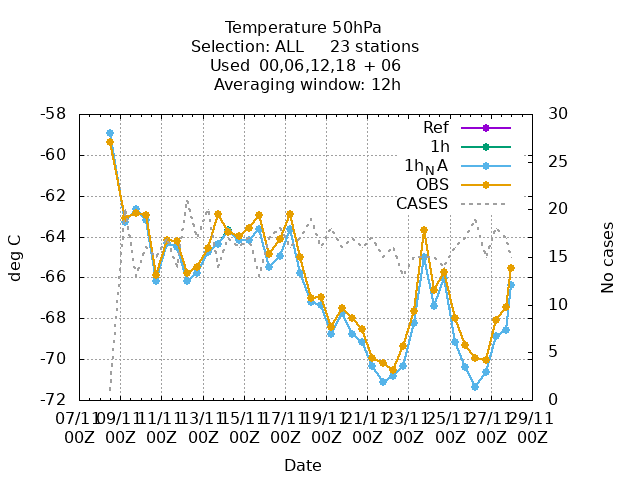 Temperature 50hPa
Selection: ALL     23 stations
Used  00,06,12,18 + 06
Averaging window: 12h
-58
-60
-62
-64
-66
-68
-70
-72
deg C
30
25
20
15
10
5
0
No cases
Ref
1h
1hNA
OBS
CASES
07/11 09/11 11/11 13/11 15/11 17/11 19/11 21/11 23/11 25/11 27/11 29/11
00Z 00Z 00Z 00Z 00Z 00Z 00Z 00Z 00Z 00Z 00Z 00Z
Date